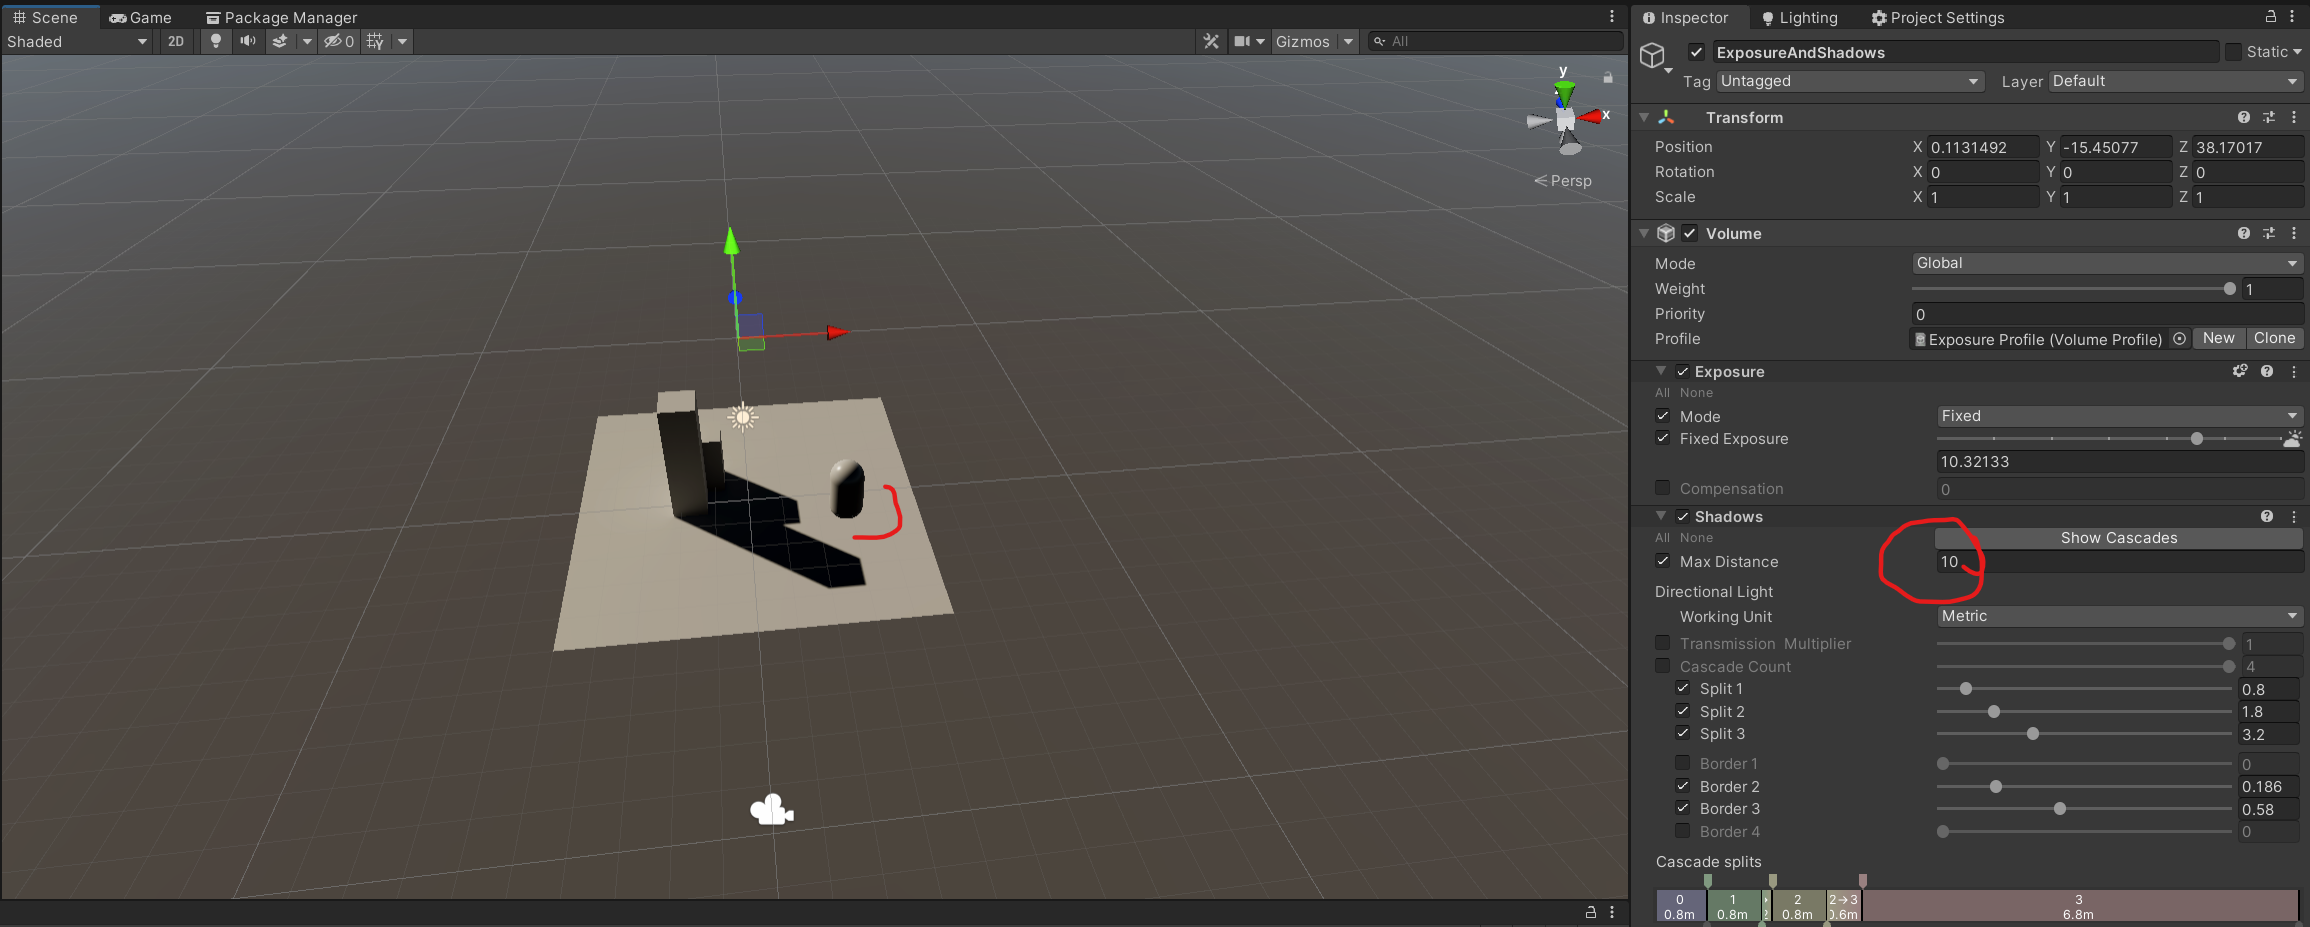 Scene Game Package Manager
Shaded 2D 0 Gizmos All
y
x
Persp
Inspector Lighting Project Settings
ExposureAndShadows Static
Tag Untagged Layer Default
Transform
Position X 0.1131492 Y -15.45077 Z 38.17017
Rotation X 0 Y 0 Z 0
Scale X 1 Y 1 Z 1
Volume
Mode Global
Weight 1
Priority 0
Profile Exposure Profile (Volume Profile) New Clone
Exposure
All None
Mode Fixed
Fixed Exposure
10.32133
Compensation 0
Shadows
All None Show Cascades
Max Distance 10
Directional Light
Working Unit Metric
Transmission Multiplier 1
Cascade Count 4
Split 1 0.8
Split 2 1.8
Split 3 3.2
Border 1 0
Border 2 0.186
Border 3 0.58
Border 4 0
Cascade splits
0 1 2 2→3 3
0.8m 0.8m 0.8m 0.6m 6.8m